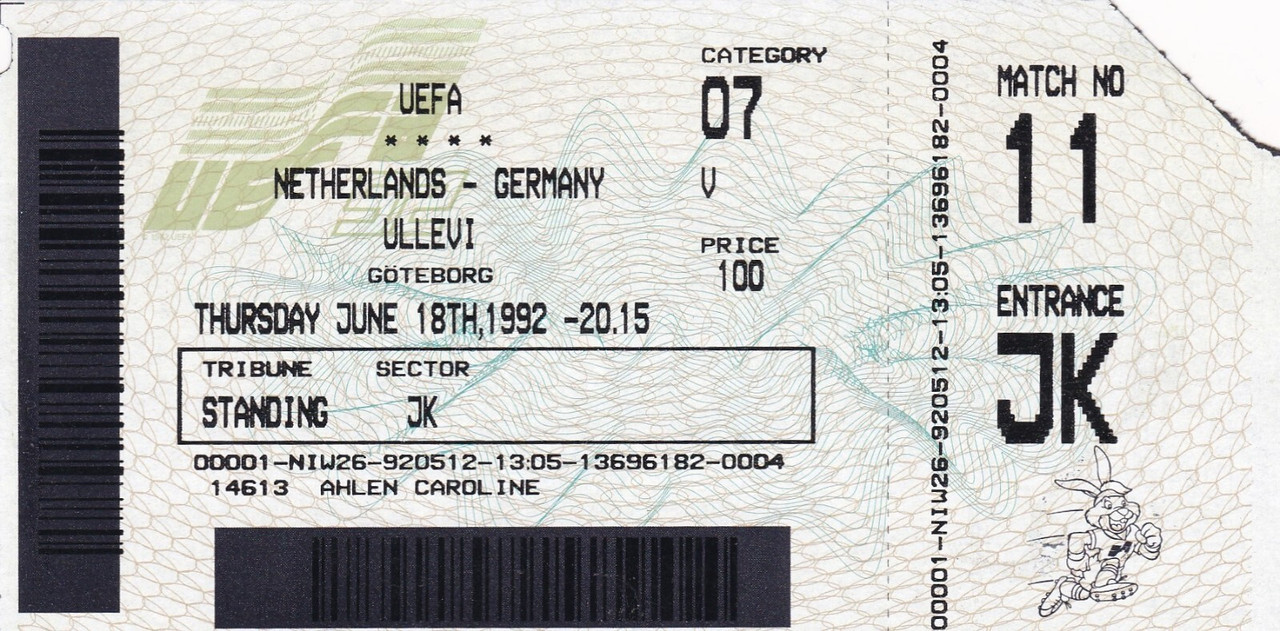 UEFA
* * * *
NETHERLANDS - GERMANY
ULLEVI
GÖTEBORG
THURSDAY JUNE 18TH,1992 -20.15
CATEGORY
07
V
PRICE
100
TRIBUNE SECTOR
STANDING JK
00001-NIW26-920512-13:05-13696182-0004
14613 AHLEN CAROLINE
00001-NIW26-920512-13:05-13696182-0004
MATCH NO
11
ENTRANCE
JK